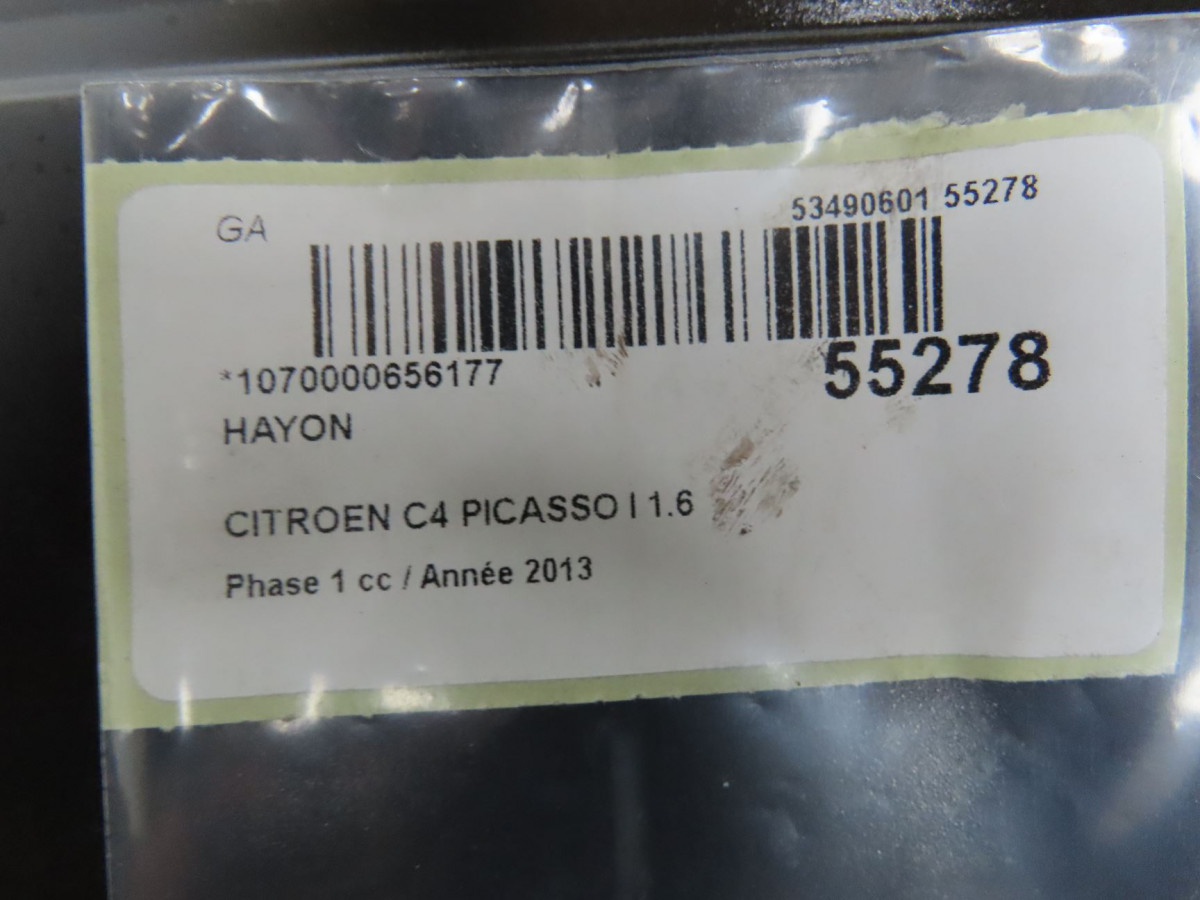 GA
53490601 55278
*1070000656177
55278
HAYON
CITROEN C4 PICASSO I 1.6
Phase 1 cc / Année 2013